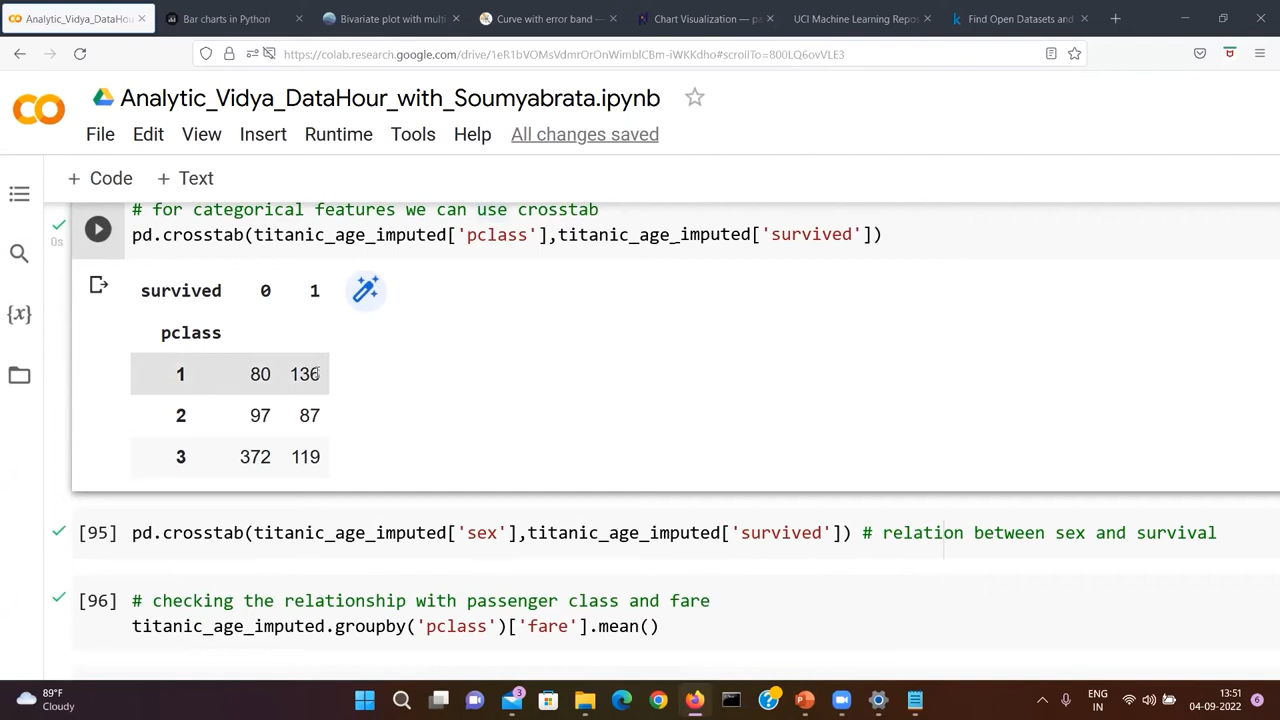 Analytic_Vidya_DataHou
Bar charts in Python
Bivariate plot with multi
Curve with error band —
Chart Visualization — pa
UCI Machine Learning Repos
Find Open Datasets and
https://colab.research.google.com/drive/1eR1bVOMsVdmrOrOnWimblCBm-iWKKdho#scrollTo=800LQ6ovVLE3
CO
Analytic_Vidya_DataHour_with_Soumyabrata.ipynb
File Edit View Insert Runtime Tools Help All changes saved
+ Code + Text
# for categorical features we can use crosstab
0s
pd.crosstab(titanic_age_imputed['pclass'],titanic_age_imputed['survived'])
survived 0 1
pclass
1 80 136
2 97 87
3 372 119
{x}
[95] pd.crosstab(titanic_age_imputed['sex'],titanic_age_imputed['survived']) # relation between sex and survival
[96] # checking the relationship with passenger class and fare
titanic_age_imputed.groupby('pclass')['fare'].mean()
89°F
Cloudy
3
ENG
IN
13:51
04-09-2022
6